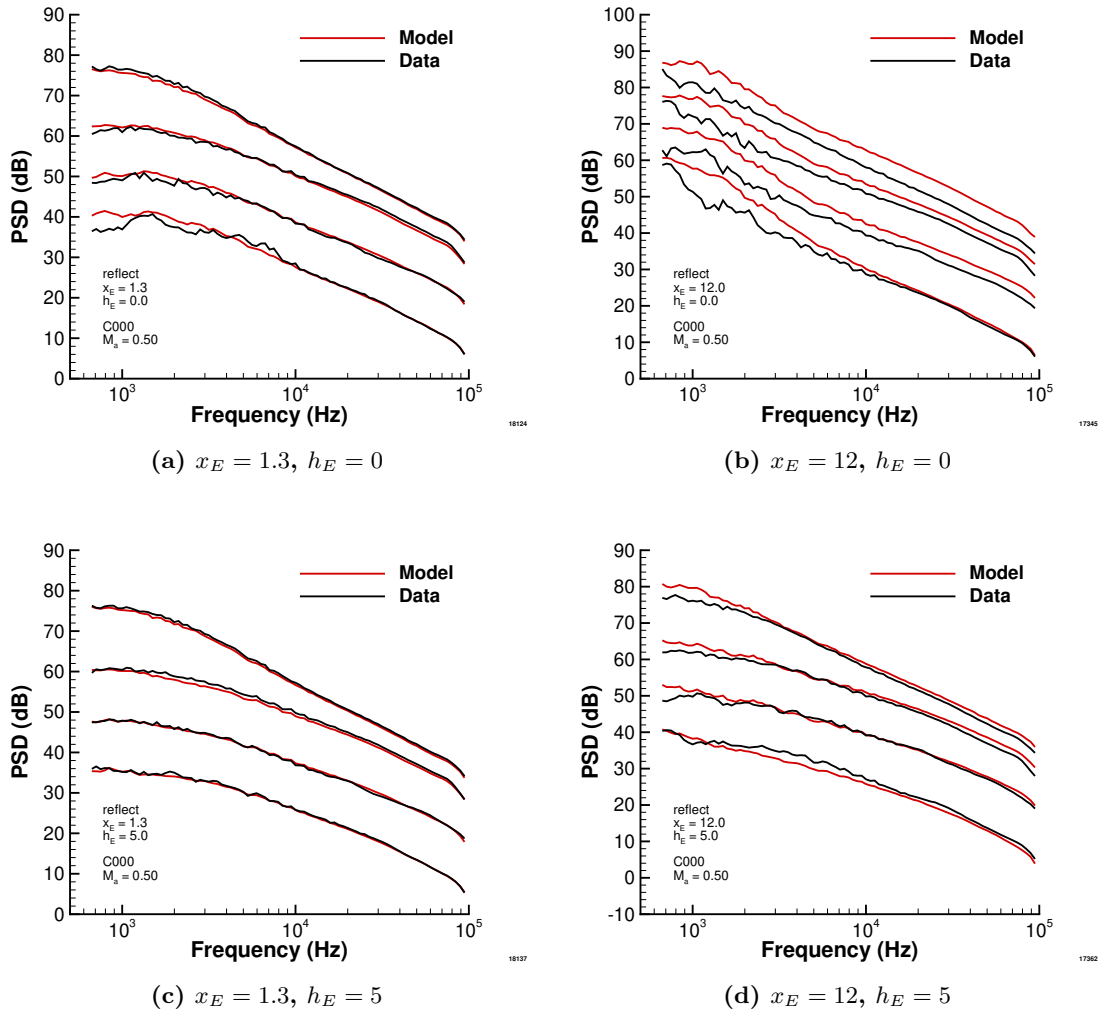 90
80
70
60
50
40
30
20
10
0
PSD (dB)
Model
Data
reflect
x_E = 1.3
h_E = 0.0
C000
M_a = 0.50
10^3
10^4
10^5
Frequency (Hz)
18124
(a) x_E = 1.3, h_E = 0
100
90
80
70
60
50
40
30
20
10
0
PSD (dB)
Model
Data
reflect
x_E = 12.0
h_E = 0.0
C000
M_a = 0.50
10^3
10^4
10^5
Frequency (Hz)
17345
(b) x_E = 12, h_E = 0
90
80
70
60
50
40
30
20
10
0
PSD (dB)
Model
Data
reflect
x_E = 1.3
h_E = 5.0
C000
M_a = 0.50
10^3
10^4
10^5
Frequency (Hz)
18137
(c) x_E = 1.3, h_E = 5
90
80
70
60
50
40
30
20
10
0
-10
PSD (dB)
Model
Data
reflect
x_E = 12.0
h_E = 5.0
C000
M_a = 0.50
10^3
10^4
10^5
Frequency (Hz)
17362
(d) x_E = 12, h_E = 5